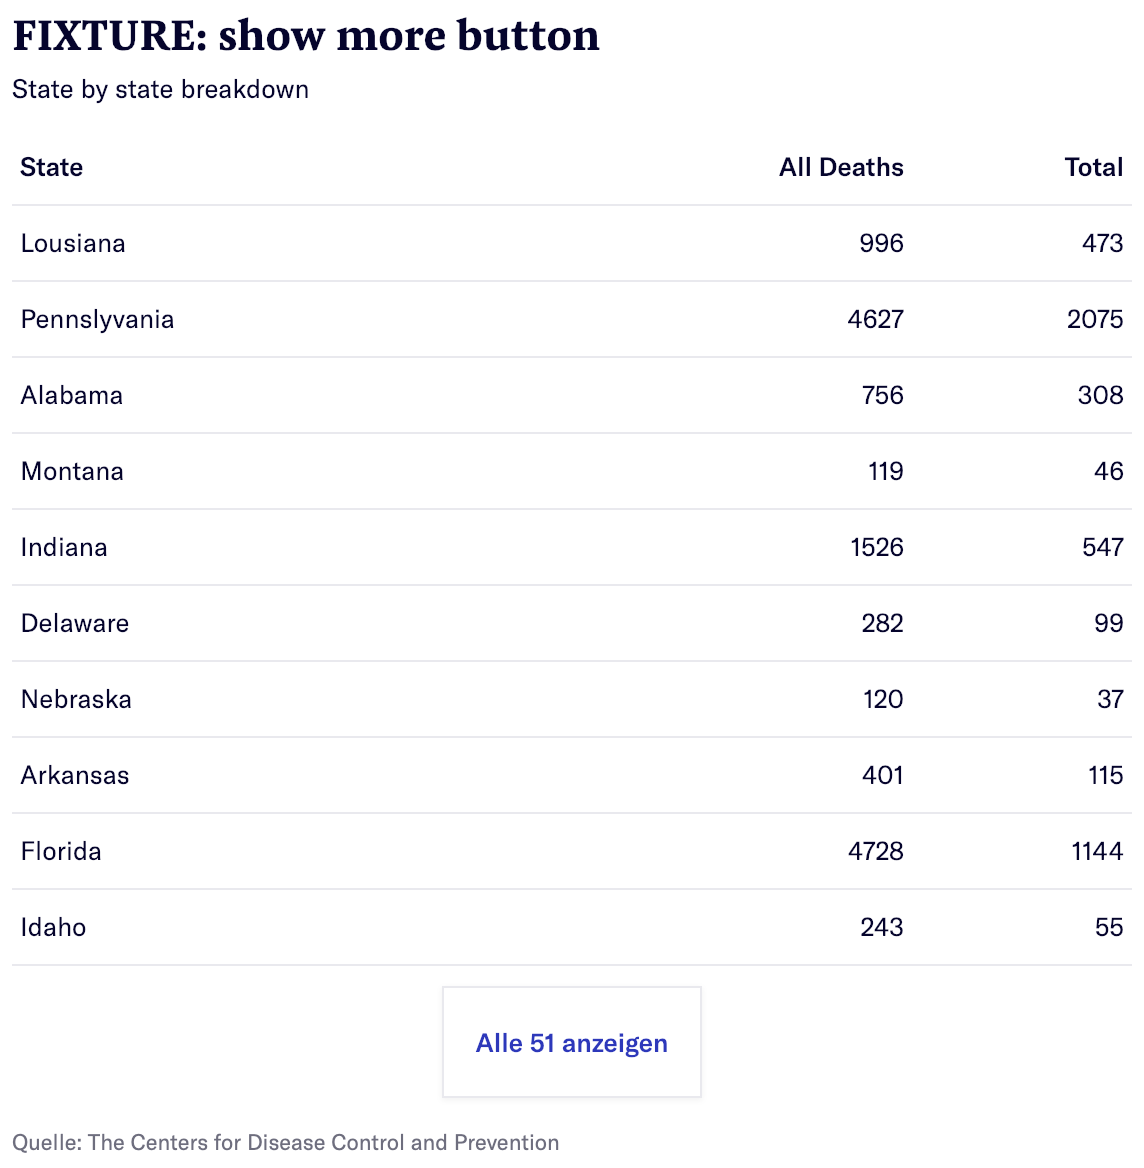 FIXTURE: show more button
State by state breakdown
State All Deaths Total
Lousiana 996 473
Pennslyvania 4627 2075
Alabama 756 308
Montana 119 46
Indiana 1526 547
Delaware 282 99
Nebraska 120 37
Arkansas 401 115
Florida 4728 1144
Idaho 243 55
Alle 51 anzeigen
Quelle: The Centers for Disease Control and Prevention